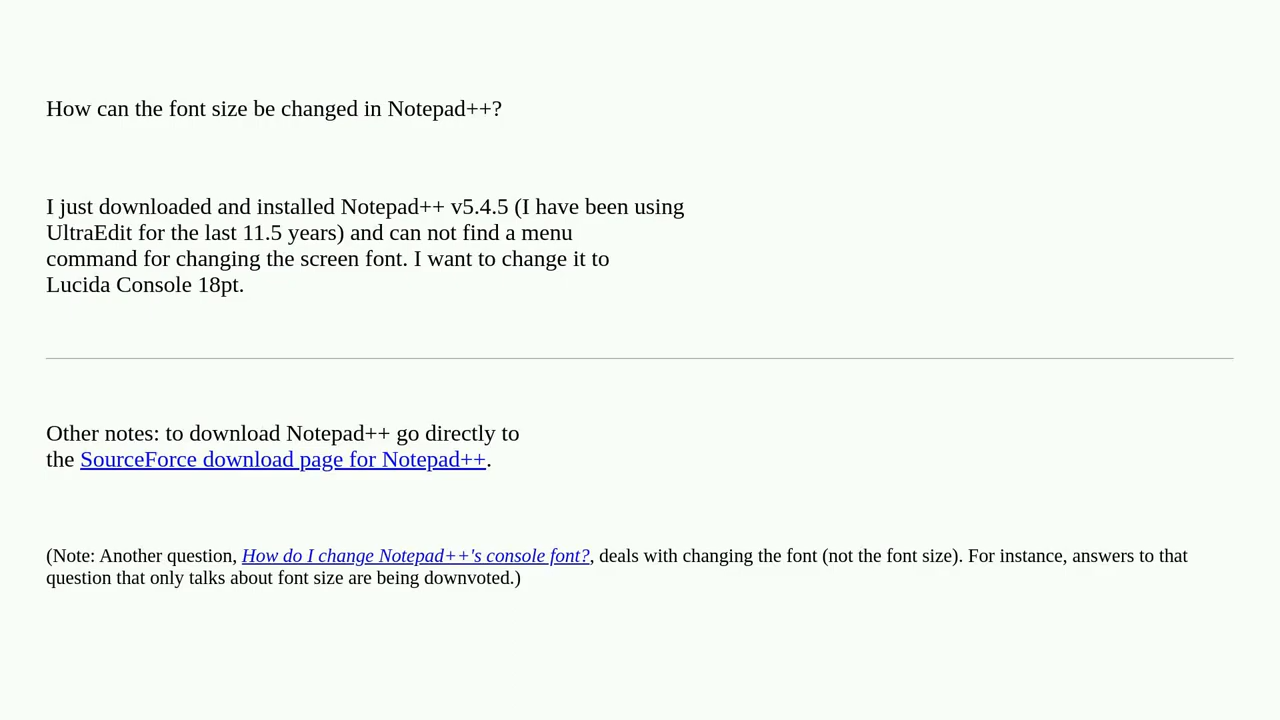 How can the font size be changed in Notepad++?
I just downloaded and installed Notepad++ v5.4.5 (I have been using
UltraEdit for the last 11.5 years) and can not find a menu
command for changing the screen font. I want to change it to
Lucida Console 18pt.
Other notes: to download Notepad++ go directly to
the SourceForce download page for Notepad++.
(Note: Another question, How do I change Notepad++'s console font?, deals with changing the font (not the font size). For instance, answers to that
question that only talks about font size are being downvoted.)